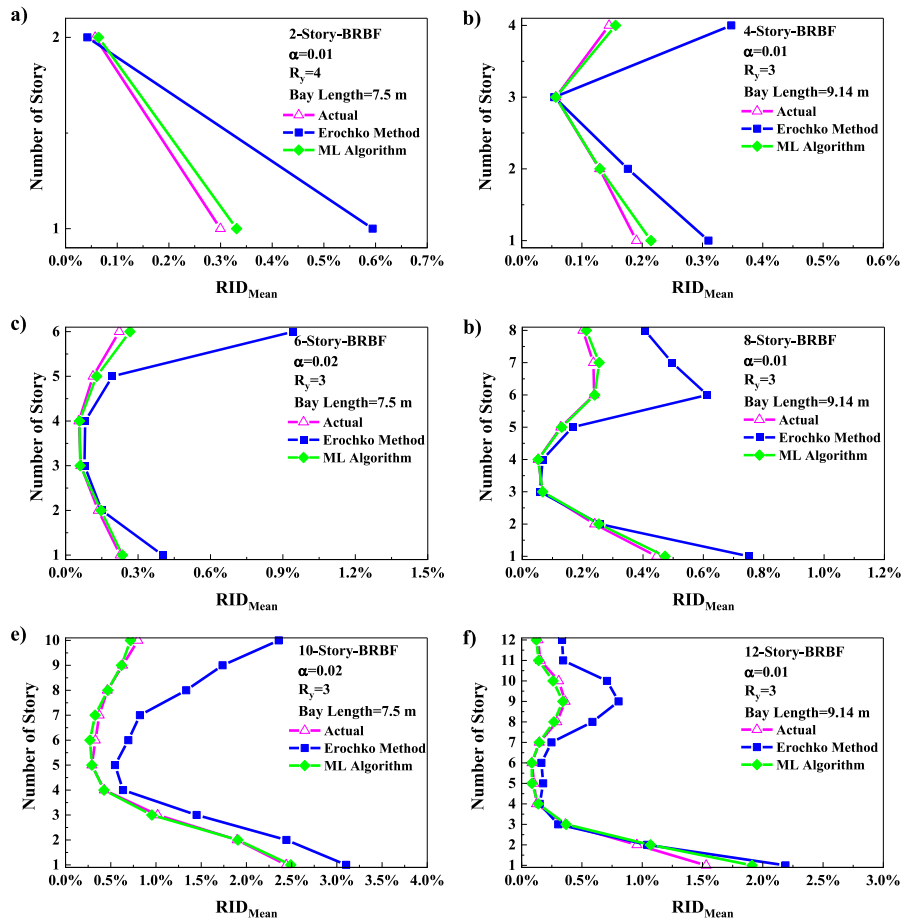 a)
2-Story-BRBF
α=0.01
R_y=4
Bay Length=7.5 m
Actual
Erochko Method
ML Algorithm
Number of Story
2
1
0.0% 0.1% 0.2% 0.3% 0.4% 0.5% 0.6% 0.7%
RID_Mean
b)
4-Story-BRBF
α=0.01
R_y=3
Bay Length=9.14 m
Actual
Erochko Method
ML Algorithm
Number of Story
4
3
2
1
0.0% 0.1% 0.2% 0.3% 0.4% 0.5% 0.6%
RID_Mean
c)
6-Story-BRBF
α=0.02
R_y=3
Bay Length=7.5 m
Actual
Erochko Method
ML Algorithm
Number of Story
6
5
4
3
2
1
0.0% 0.3% 0.6% 0.9% 1.2% 1.5%
RID_Mean
b)
8-Story-BRBF
α=0.01
R_y=3
Bay Length=9.14 m
Actual
Erochko Method
ML Algorithm
Number of Story
8
7
6
5
4
3
2
1
0.0% 0.2% 0.4% 0.6% 0.8% 1.0% 1.2%
RID_Mean
e)
10-Story-BRBF
α=0.02
R_y=3
Bay Length=7.5 m
Actual
Erochko Method
ML Algorithm
Number of Story
10
9
8
7
6
5
4
3
2
1
0.0% 0.5% 1.0% 1.5% 2.0% 2.5% 3.0% 3.5% 4.0%
RID_Mean
f)
12-Story-BRBF
α=0.01
R_y=3
Bay Length=9.14 m
Actual
Erochko Method
ML Algorithm
Number of Story
12
11
10
9
8
7
6
5
4
3
2
1
0.0% 0.5% 1.0% 1.5% 2.0% 2.5% 3.0%
RID_Mean